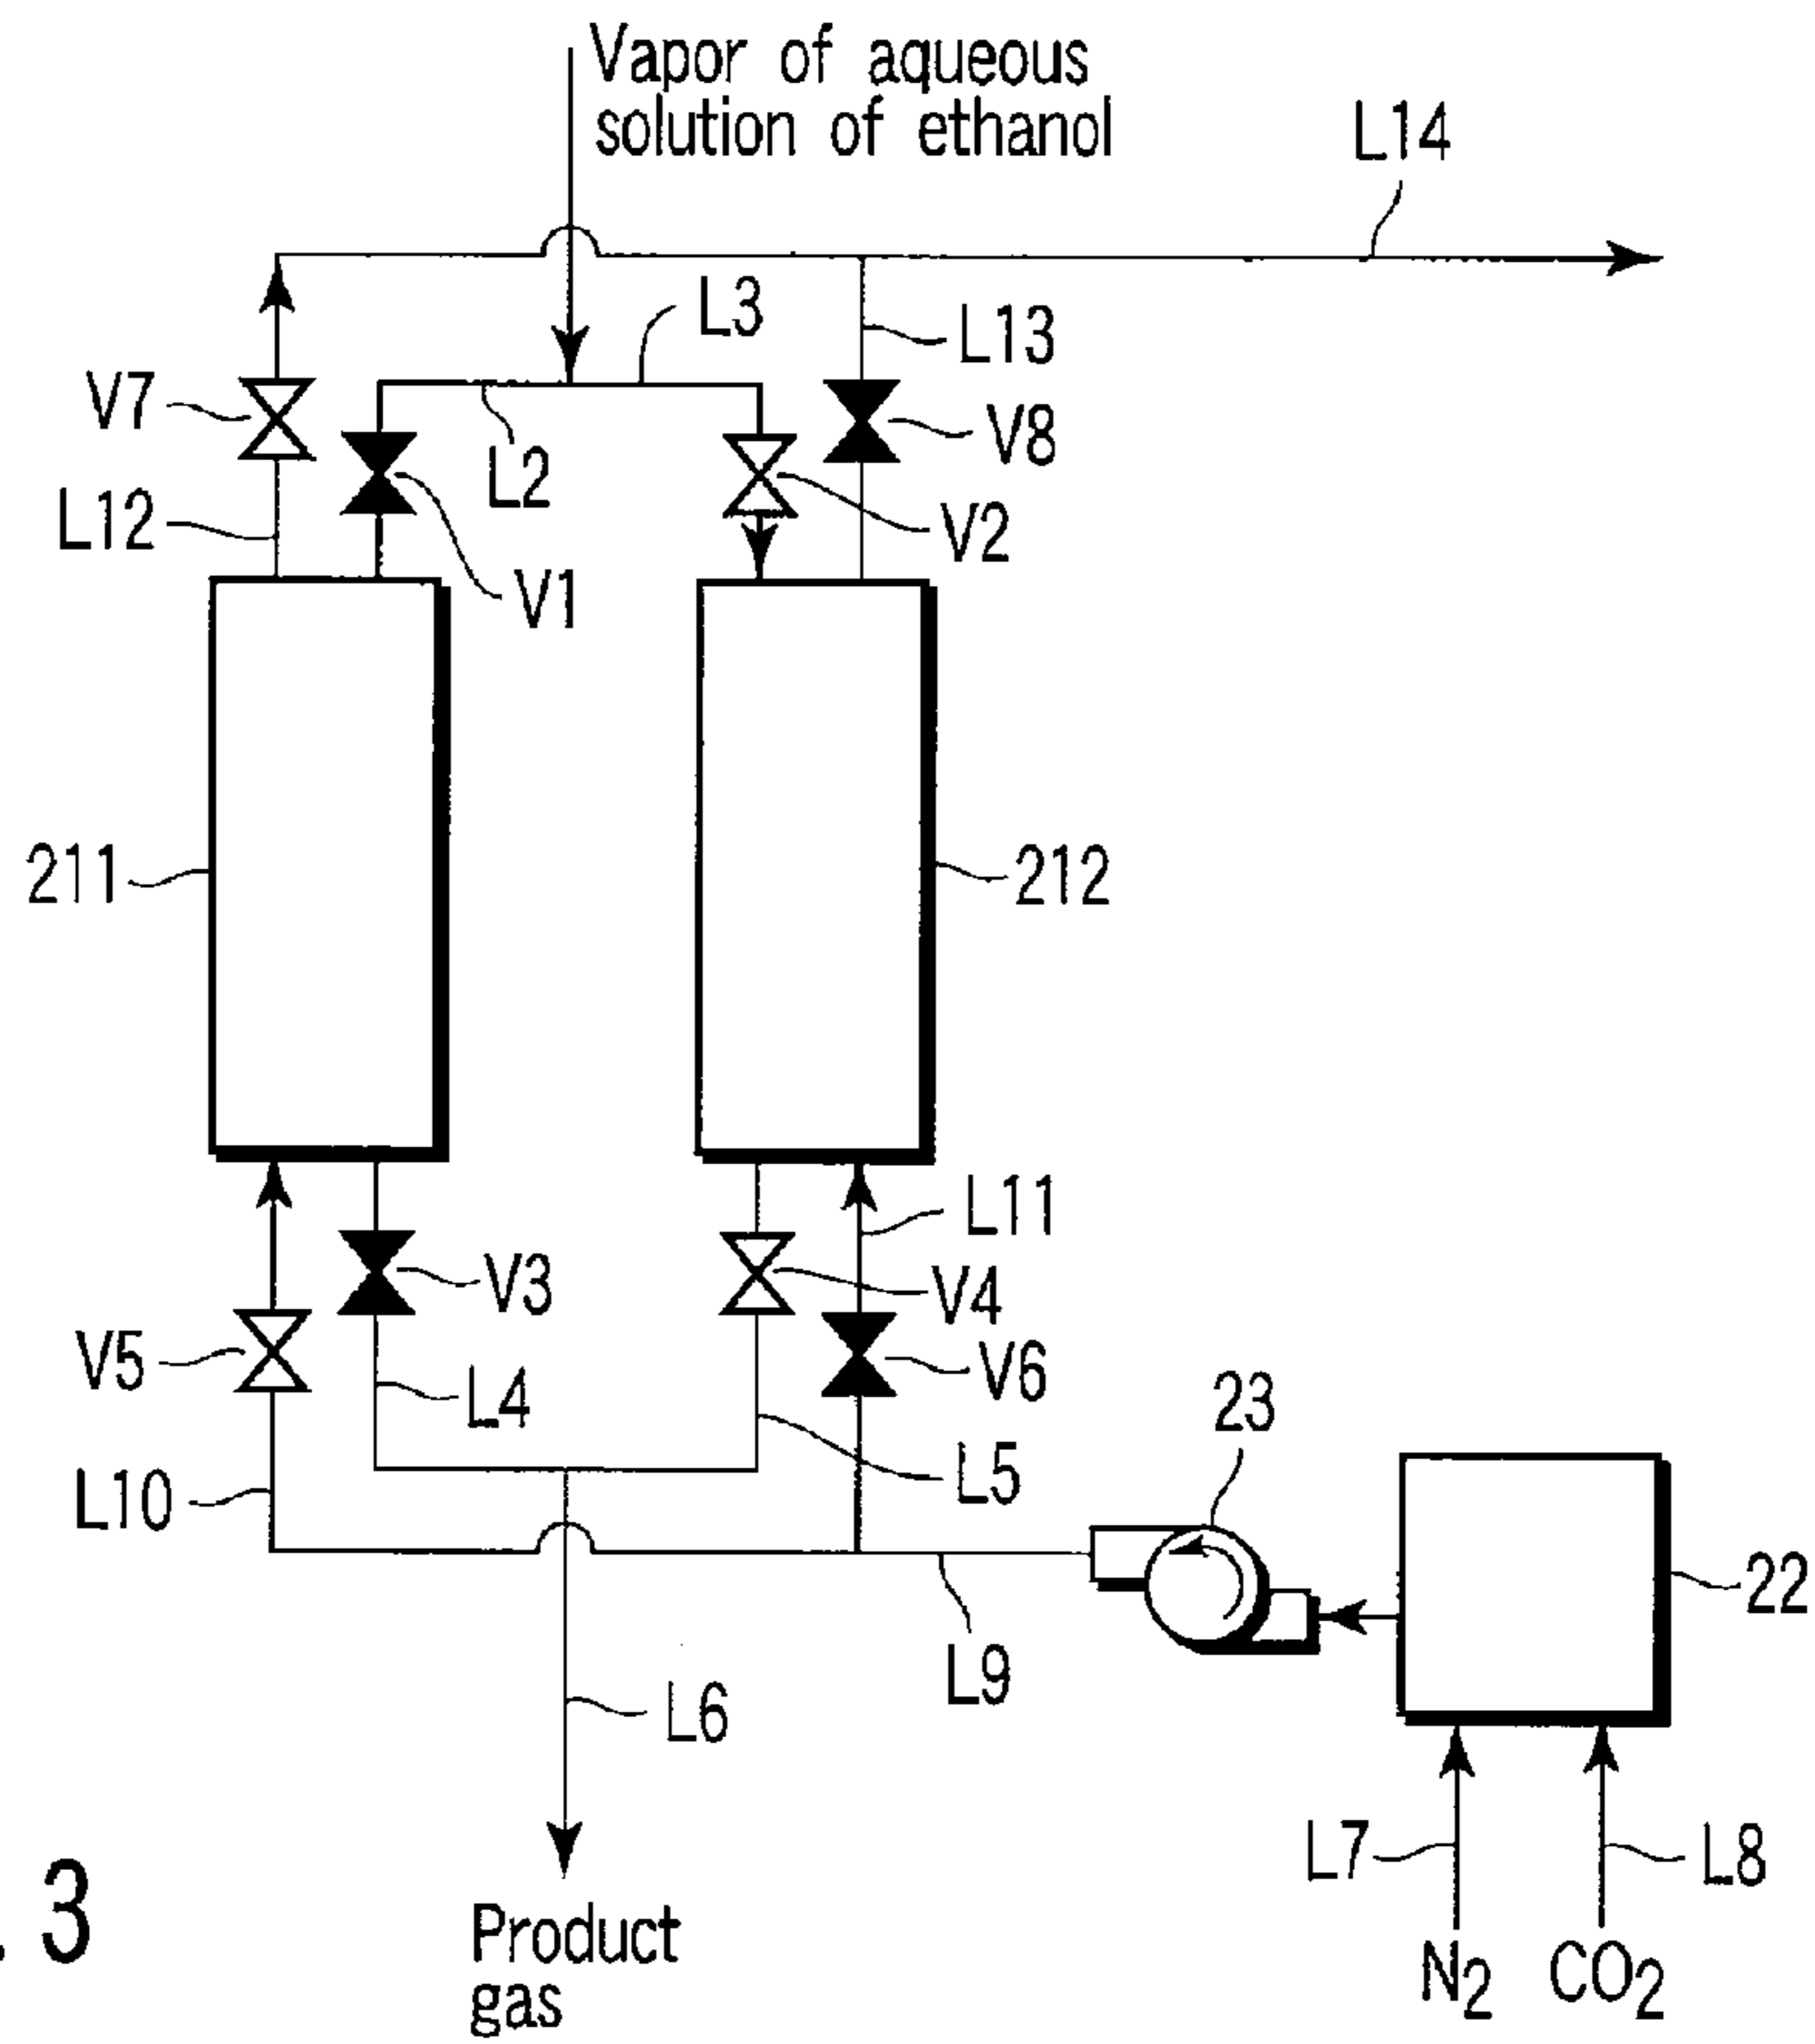 Vapor of aqueous
solution of ethanol
L14
L3
L13
V7
V8
L2
L12
V2
V1
211
212
L11
V3
V4
V5
V6
L4
23
L5
L10
22
L9
L6
L7
L8
3
Product
gas
N2
CO2